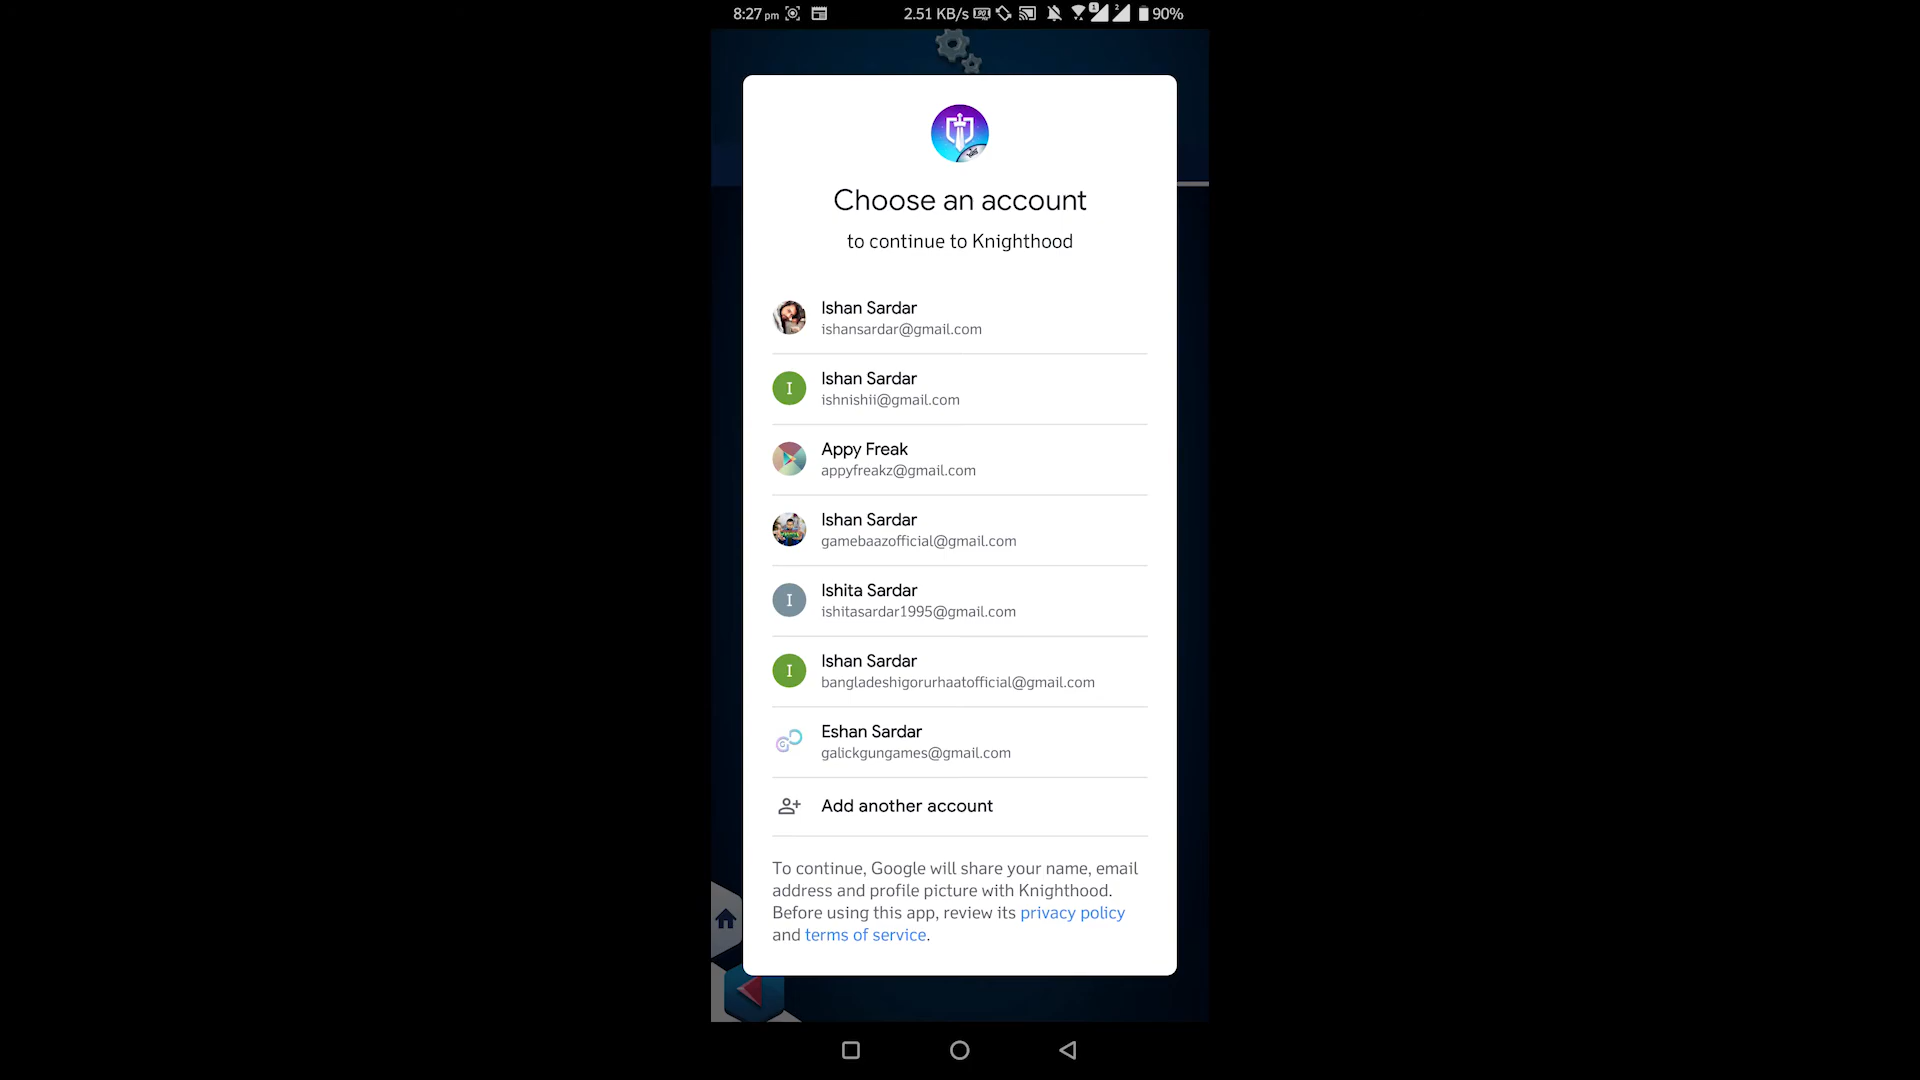 8:27 pm 2.51 KB/s 90%
Choose an account
to continue to Knighthood
Ishan Sardar
ishansardar@gmail.com
I
Ishan Sardar
ishnishii@gmail.com
Appy Freak
appyfreakz@gmail.com
Ishan Sardar
gamebaazofficial@gmail.com
I
Ishita Sardar
ishitasardar1995@gmail.com
I
Ishan Sardar
bangladeshigorurhaatofficial@gmail.com
Eshan Sardar
galickgungames@gmail.com
Add another account
To continue, Google will share your name, email
address and profile picture with Knighthood.
Before using this app, review its privacy policy
and terms of service.